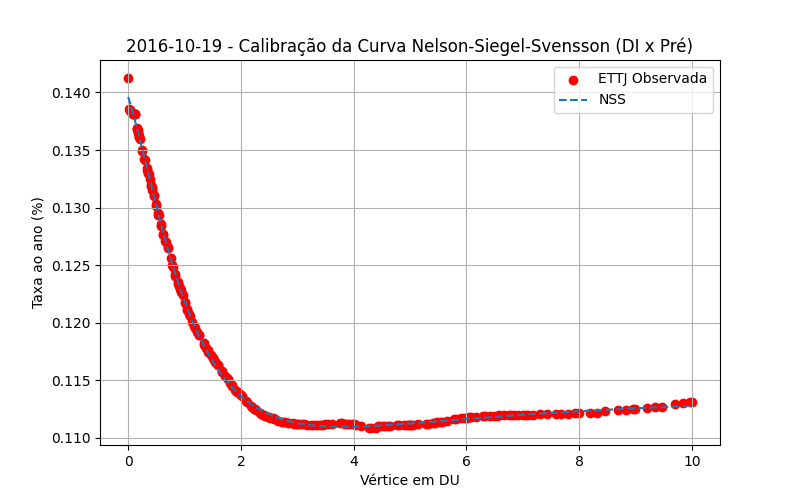 2016-10-19 - Calibração da Curva Nelson-Siegel-Svensson (DI x Pré)
ETTJ Observada
NSS
Taxa ao ano (%)
0.140
0.135
0.130
0.125
0.120
0.115
0.110
0 2 4 6 8 10
Vértice em DU